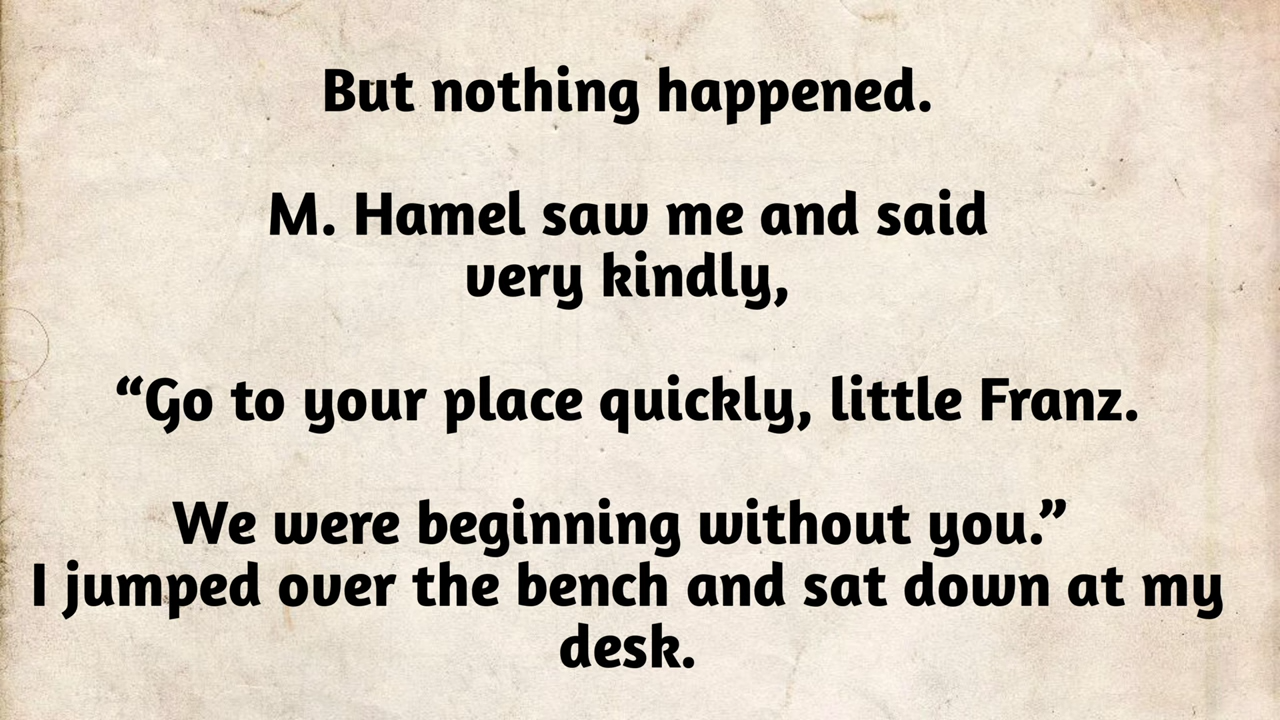 But nothing happened.
M. Hamel saw me and said
very kindly,
“Go to your place quickly, little Franz.
We were beginning without you.”
I jumped over the bench and sat down at my
desk.